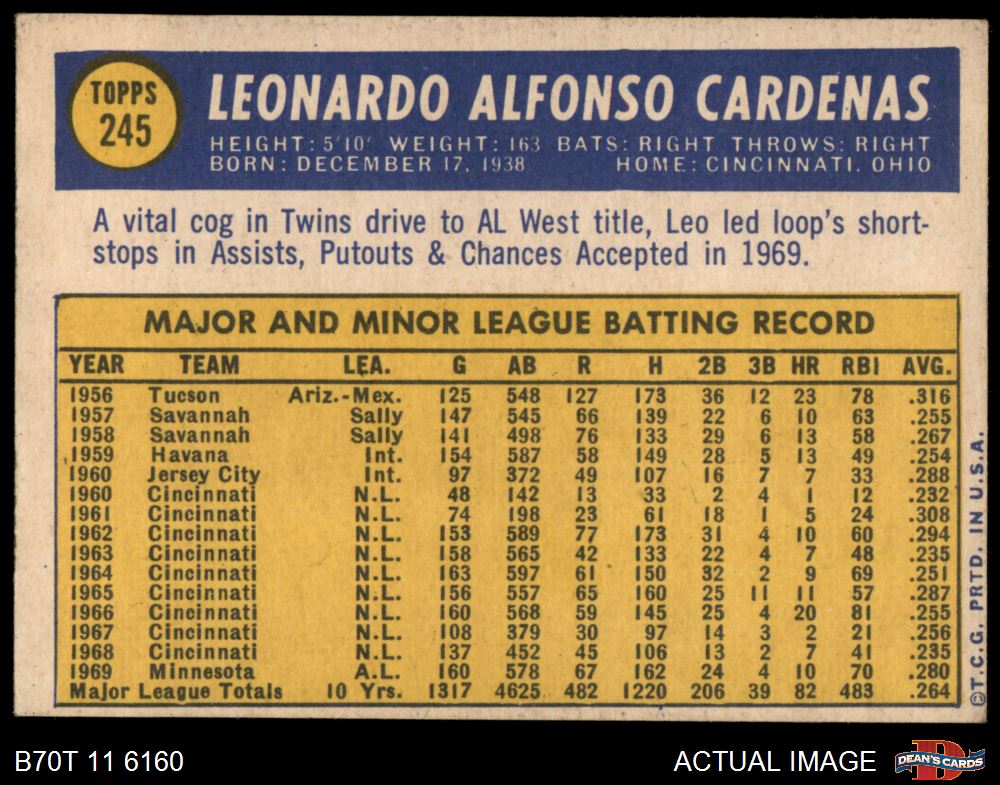 TOPPS
245
LEONARDO ALFONSO CARDENAS
HEIGHT: 5'10' WEIGHT: 163 BATS: RIGHT THROWS: RIGHT
BORN: DECEMBER 17, 1938 HOME: CINCINNATI, OHIO
A vital cog in Twins drive to AL West title, Leo led loop's short-
stops in Assists, Putouts & Chances Accepted in 1969.
MAJOR AND MINOR LEAGUE BATTING RECORD
YEAR TEAM LEA. G AB R H 2B 3B HR RBI AVG.
1956 Tucson Ariz.-Mex. 125 548 127 173 36 12 23 78 .316
1957 Savannah Sally 147 545 66 139 22 6 10 63 .255
1958 Savannah Sally 141 498 76 133 29 6 13 58 .267
1959 Havana Int. 154 587 58 149 28 5 13 49 .254
1960 Jersey City Int. 97 372 49 107 16 7 7 33 .288
1960 Cincinnati N.L. 48 142 13 33 2 4 1 12 .232
1961 Cincinnati N.L. 74 198 23 61 18 1 5 24 .308
1962 Cincinnati N.L. 153 589 77 173 31 4 10 60 .294
1963 Cincinnati N.L. 158 565 42 133 22 4 7 48 .235
1964 Cincinnati N.L. 163 597 61 150 32 2 9 69 .251
1965 Cincinnati N.L. 156 557 65 160 25 11 11 57 .287
1966 Cincinnati N.L. 160 568 59 145 25 4 20 81 .255
1967 Cincinnati N.L. 108 379 30 97 14 3 2 21 .256
1968 Cincinnati N.L. 137 452 45 106 13 2 7 41 .235
1969 Minnesota A.L. 160 578 67 162 24 4 10 70 .280
Major League Totals 10 Yrs. 1317 4625 482 1220 206 39 82 483 .264
©T.C.G. PRTD. IN U.S.A.
B70T 11 6160
ACTUAL IMAGE
D
DEAN'S CARDS